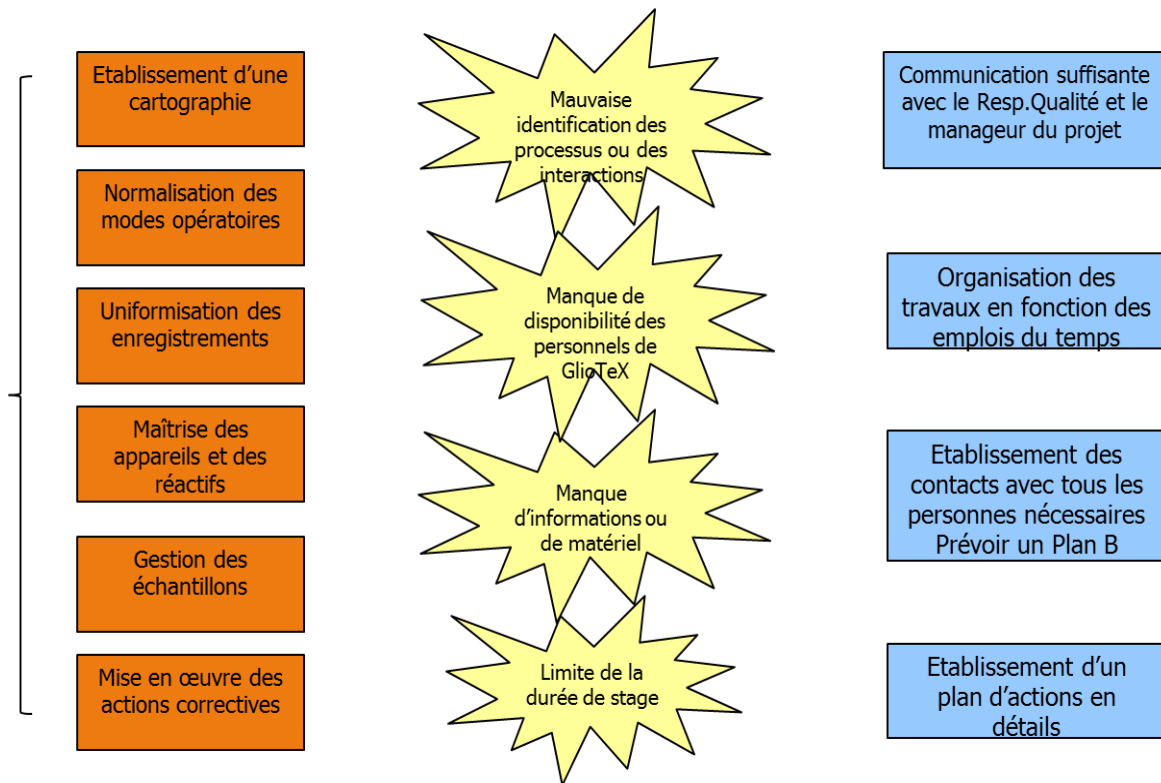 Etablissement d’une
cartographie
Normalisation des
modes opératoires
Uniformisation des
enregistrements
Maîtrise des
appareils et des
réactifs
Gestion des
échantillons
Mise en œuvre des
actions correctives
Mauvaise
identification des
processus ou des
interactions
Manque de
disponibilité des
personnels de
GlioTeX
Manque
d’informations ou
de matériel
Limite de la
durée de stage
Communication suffisante
avec le Resp.Qualité et le
manageur du projet
Organisation des
travaux en fonction des
emplois du temps
Etablissement des
contacts avec tous les
personnes nécessaires
Prévoir un Plan B
Etablissement d’un
plan d’actions en
détails